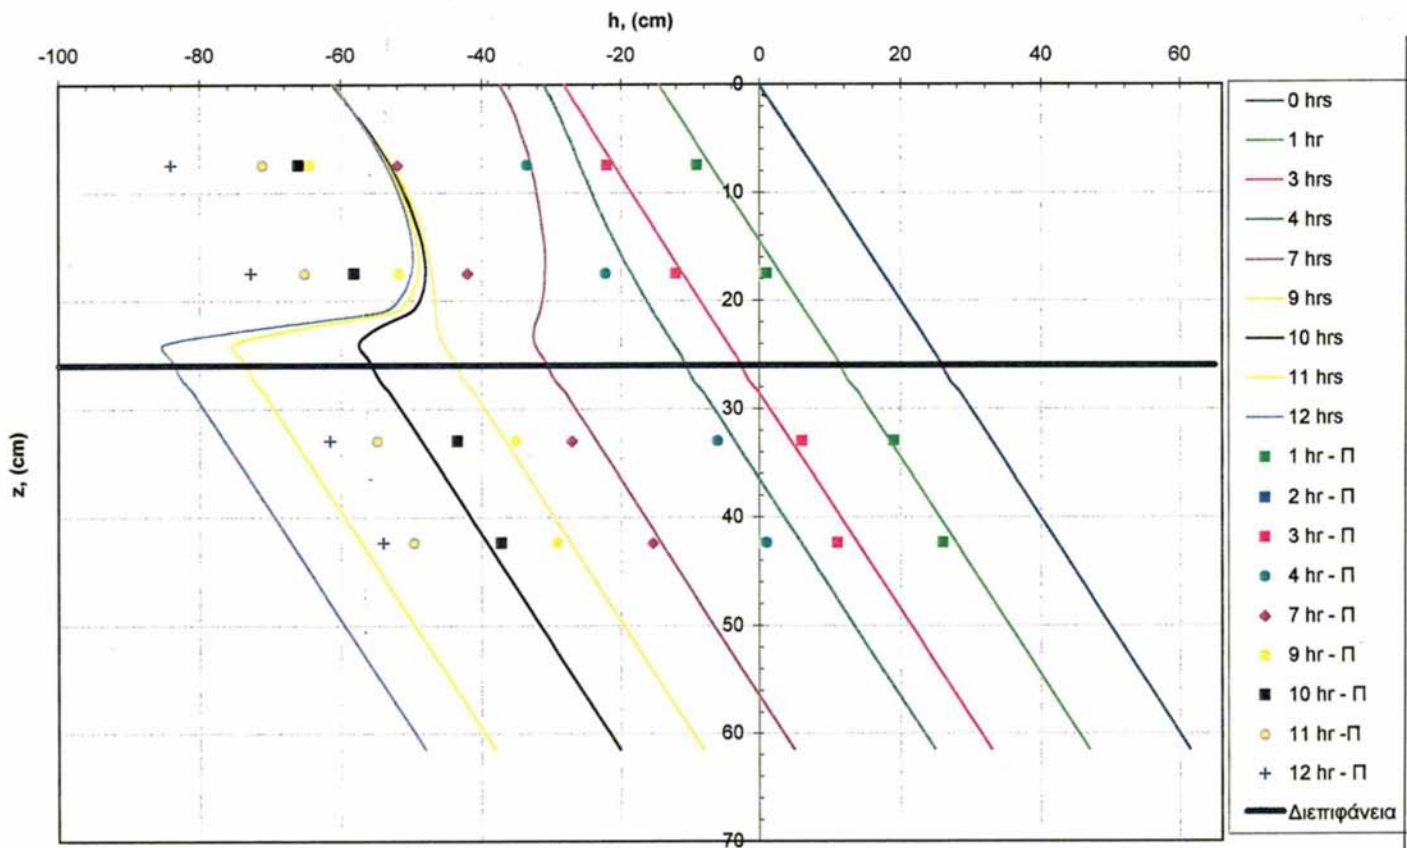 h, (cm)
-100 -80 -60 -40 -20 0 20 40 60
0
10
20
30
40
50
60
70
z, (cm)
0 hrs
1 hr
3 hrs
4 hrs
7 hrs
9 hrs
10 hrs
11 hrs
12 hrs
1 hr - Π
2 hr - Π
3 hr - Π
4 hr - Π
7 hr - Π
9 hr - Π
10 hr - Π
11 hr -Π
12 hr - Π
Διεπιφάνεια